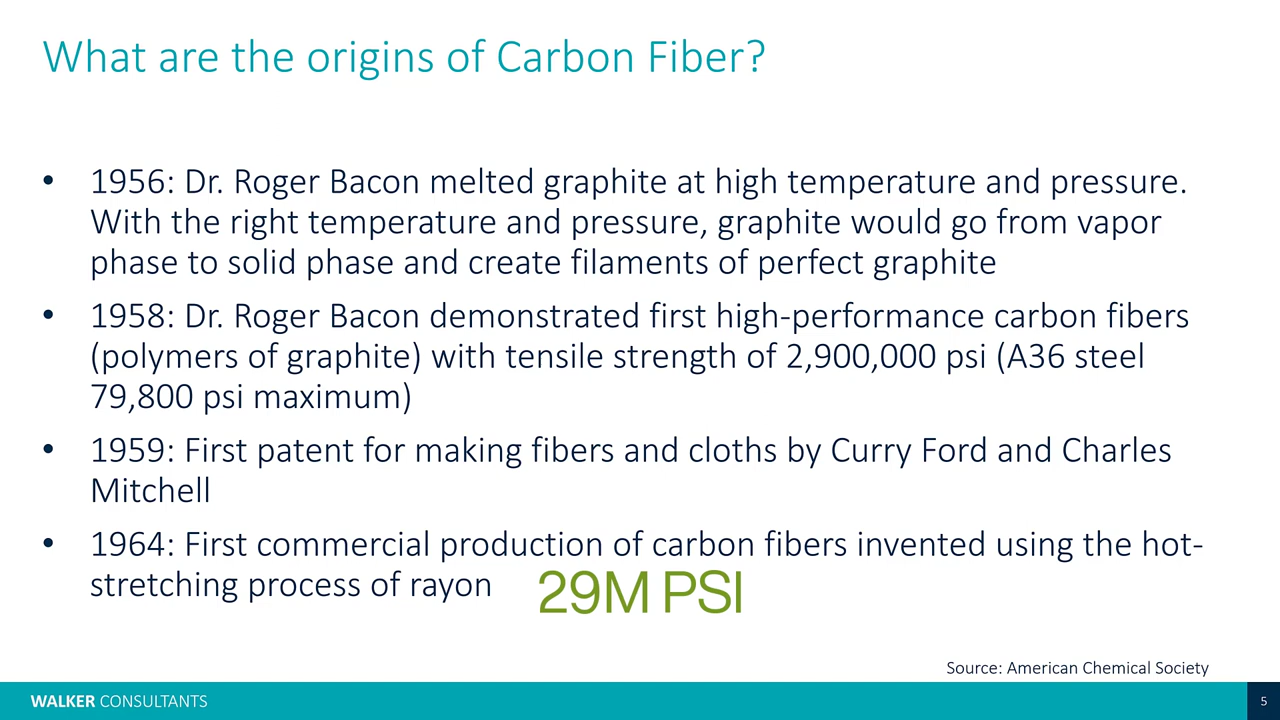 What are the origins of Carbon Fiber?
• 1956: Dr. Roger Bacon melted graphite at high temperature and pressure.
With the right temperature and pressure, graphite would go from vapor
phase to solid phase and create filaments of perfect graphite
• 1958: Dr. Roger Bacon demonstrated first high-performance carbon fibers
(polymers of graphite) with tensile strength of 2,900,000 psi (A36 steel
79,800 psi maximum)
• 1959: First patent for making fibers and cloths by Curry Ford and Charles
Mitchell
• 1964: First commercial production of carbon fibers invented using the hot-
stretching process of rayon
29M PSI
Source: American Chemical Society
WALKER CONSULTANTS
5